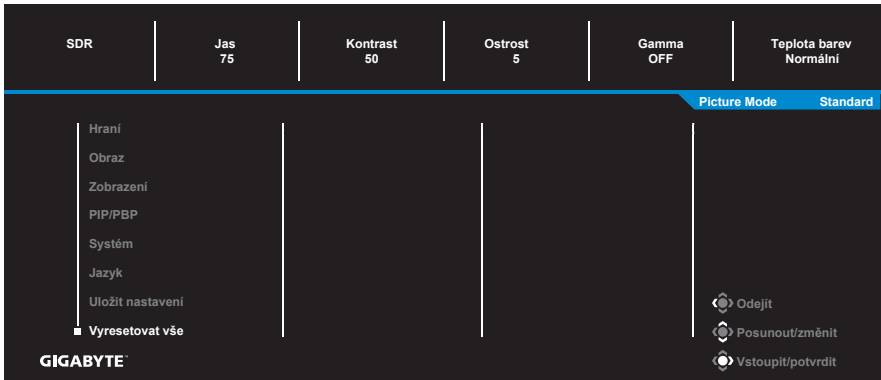 SDR
Jas
75
Kontrast
50
Ostrost
5
Gamma
OFF
Teplota barev
Normální
Picture Mode Standard
Hraní
Obraz
Zobrazení
PIP/PBP
Systém
Jazyk
Uložit nastavení
Vyresetovat vše
Odejít
Posunout/změnit
Vstoupit/potvrdit
GIGABYTE™